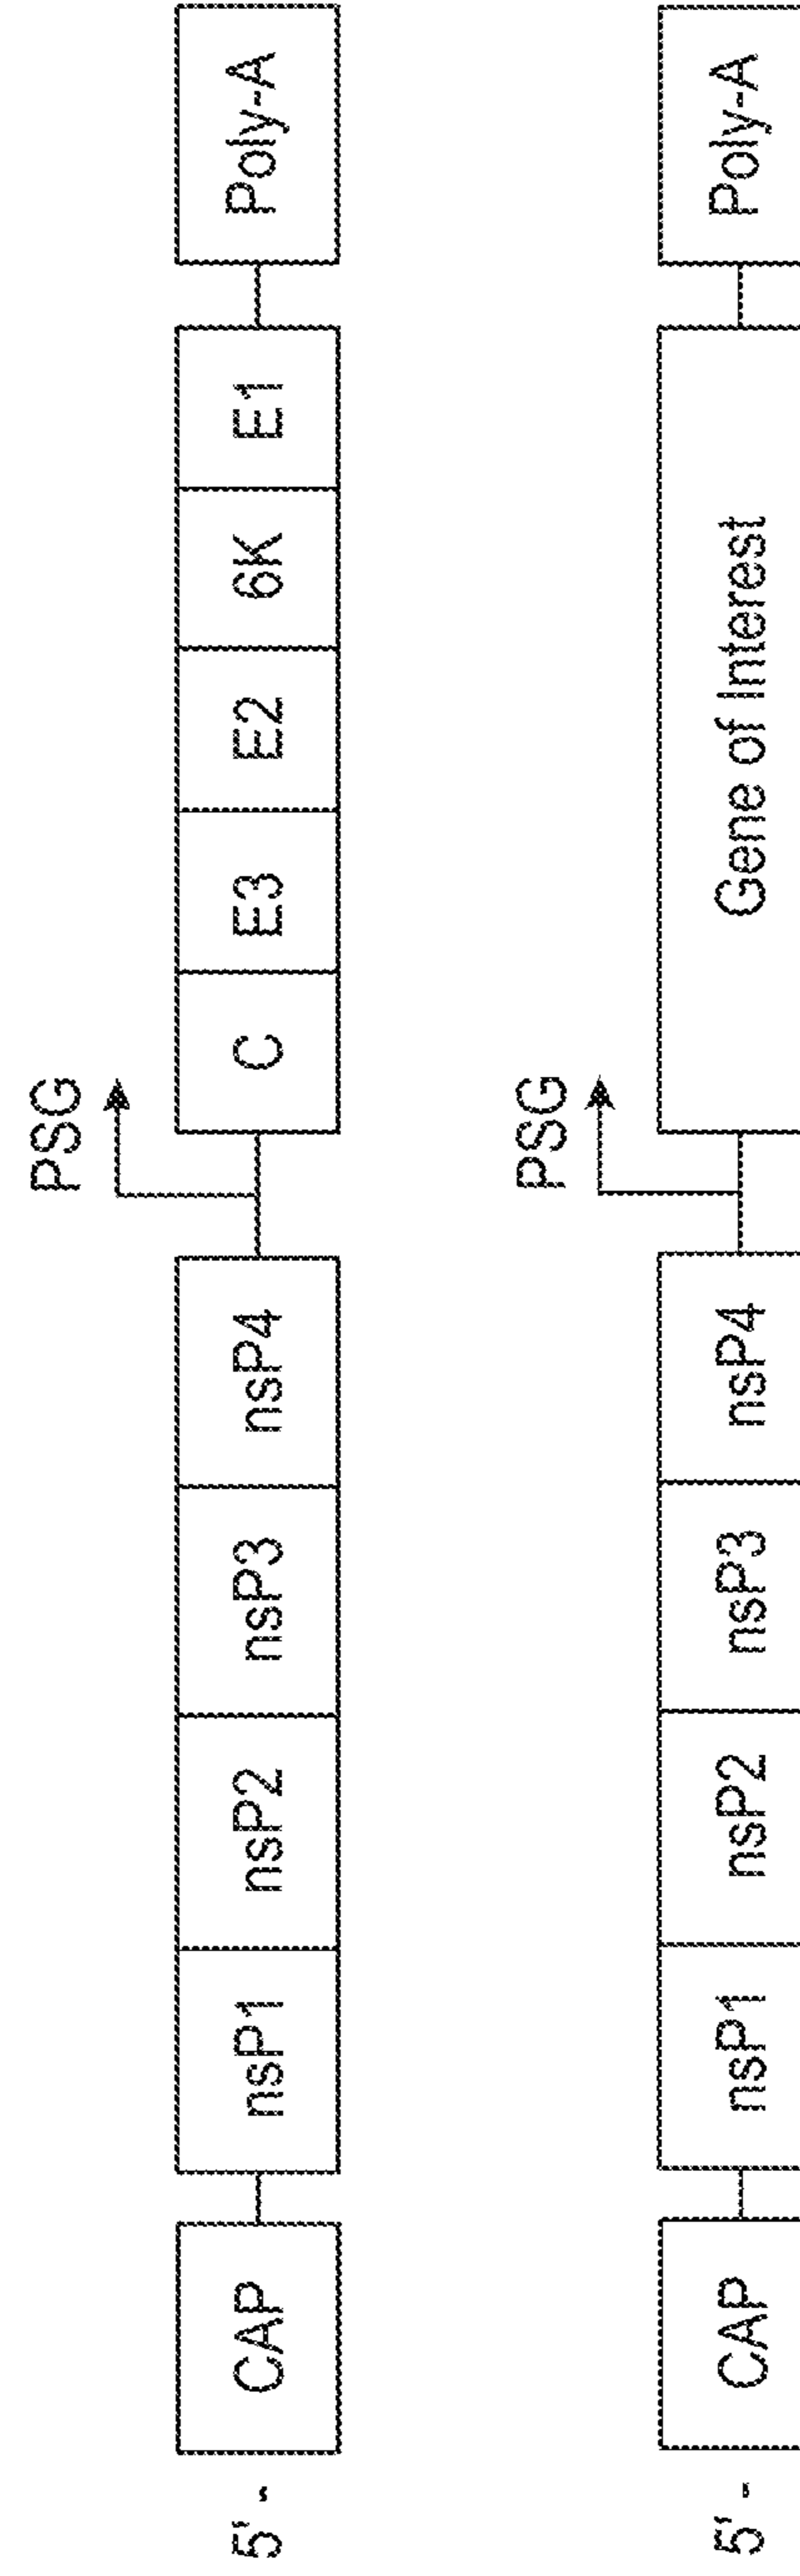 PSG
5' - CAP nsP1 nsP2 nsP3 nsP4 C E3 E2 6K E1 Poly-A
PSG
5' - CAP nsP1 nsP2 nsP3 nsP4 Gene of Interest Poly-A